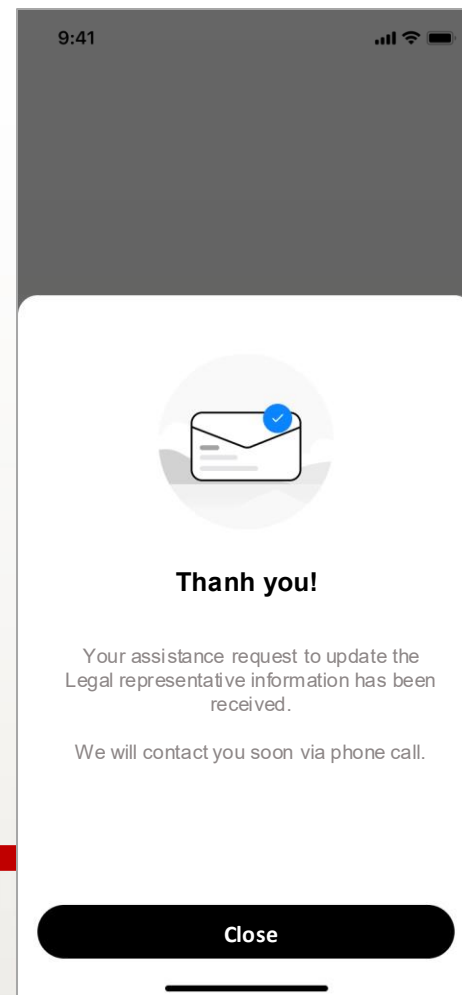 9:41
Thanh you!
Your assistance request to update the
Legal representative information has been
received.
We will contact you soon via phone call.
Close